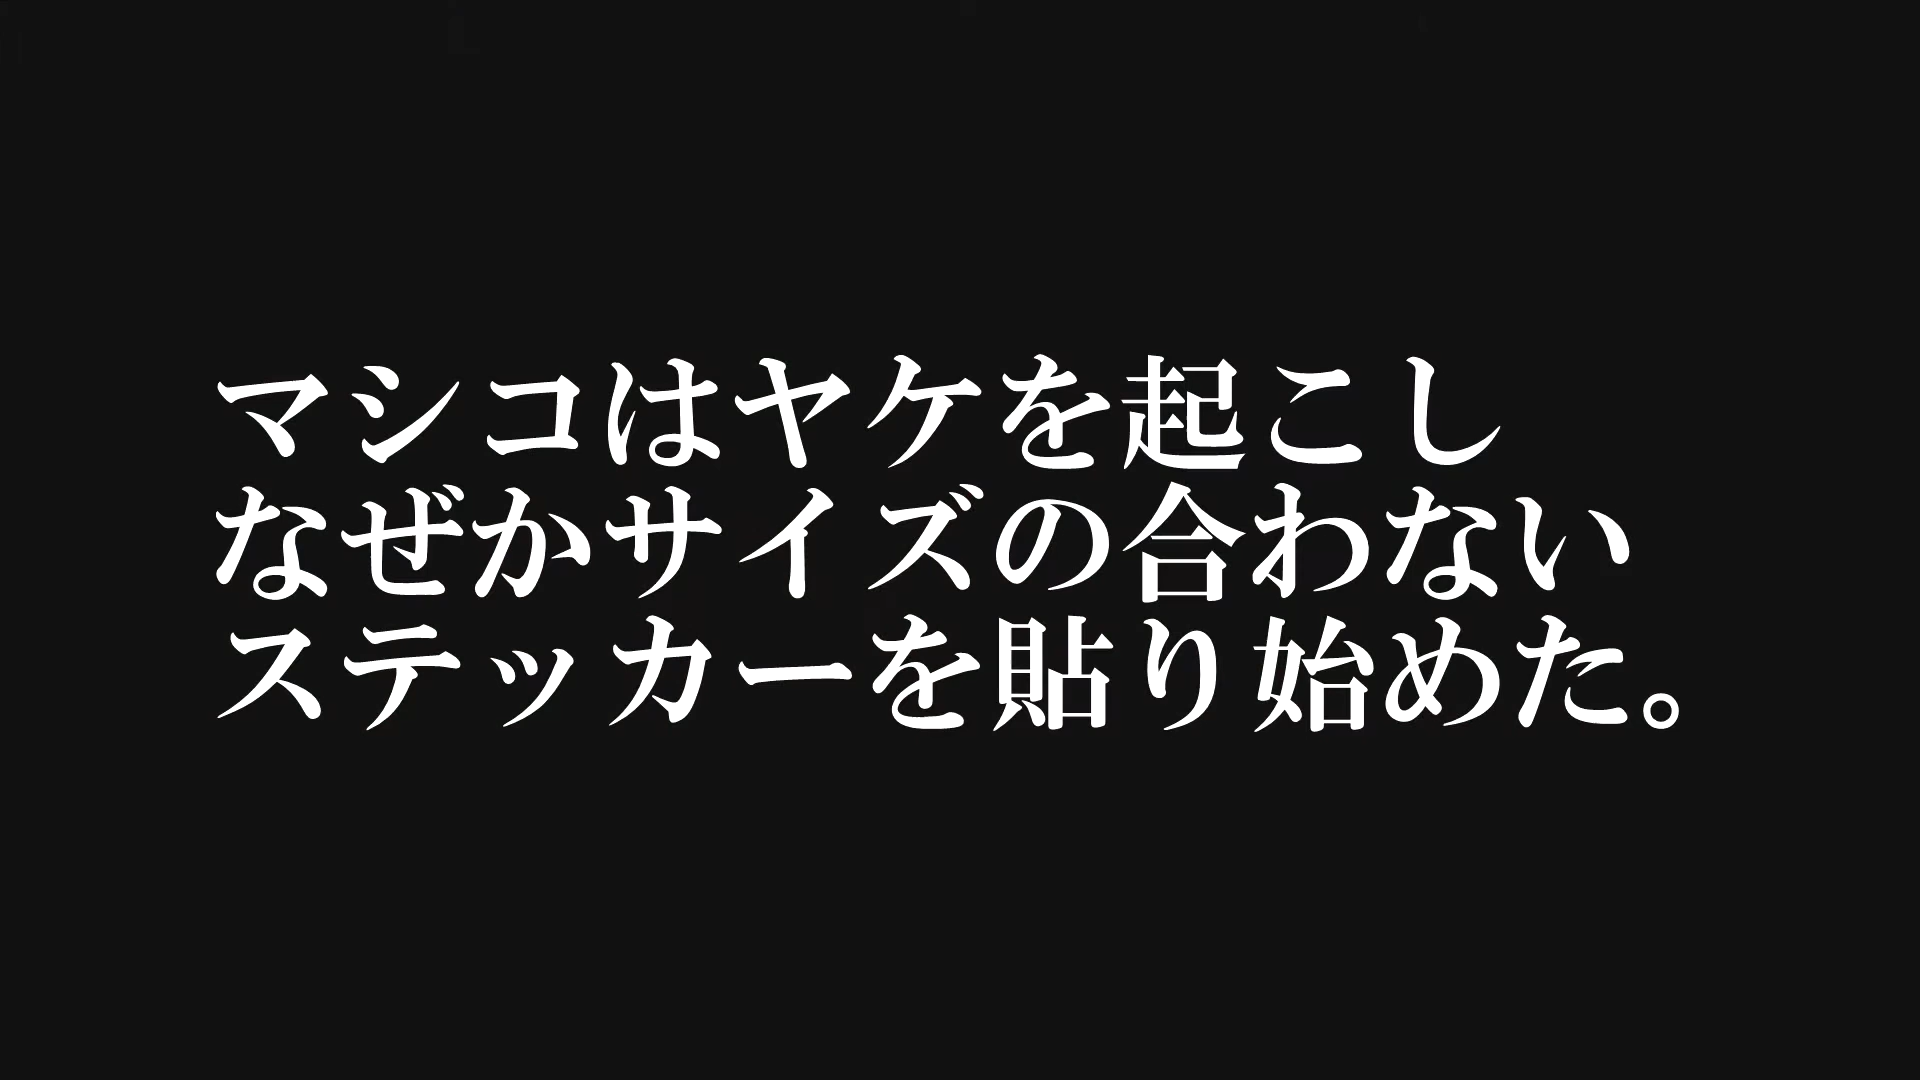 マシコはヤケを起こし
なぜかサイズの合わない
ステッカーを貼り始めた。